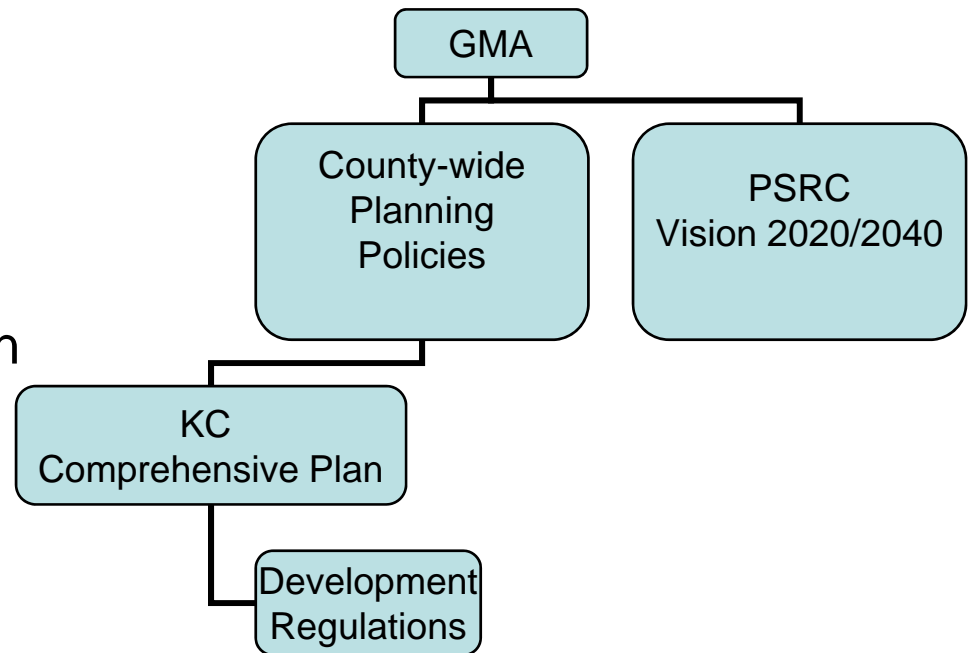 GMA
County-wide
Planning
Policies
PSRC
Vision 2020/2040
n
KC
Comprehensive Plan
Development
Regulations